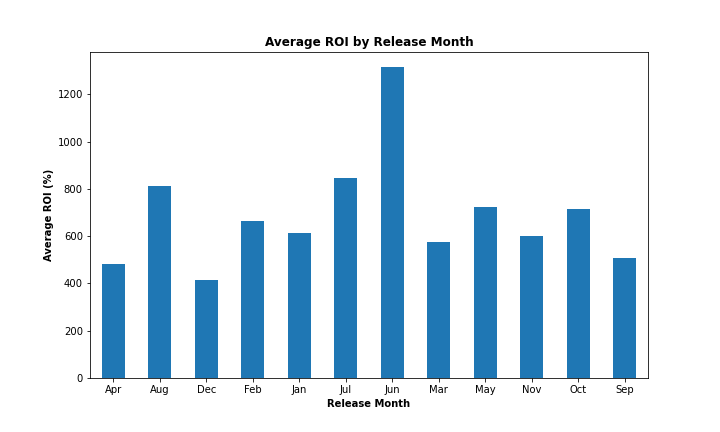 Average ROI by Release Month
1200
1000
800
600
400
200
0
Average ROI (%)
Apr Aug Dec Feb Jan Jul Jun Mar May Nov Oct Sep
Release Month